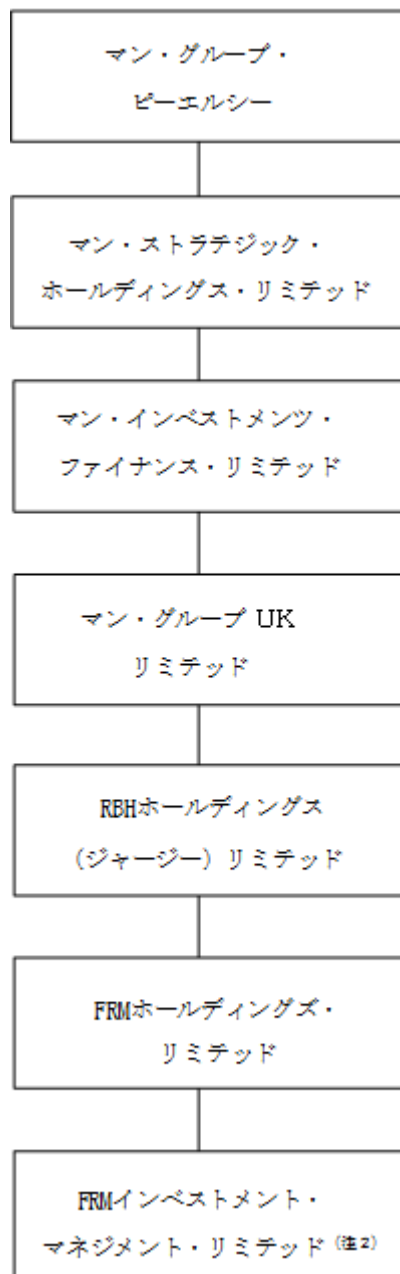 マン・グループ・
ピーエルシー
マン・ストラテジック・
ホールディングス・リミテッド
マン・インベストメンツ・
ファイナンス・リミテッド
マン・グループ UK
リミテッド
RBHホールディングス
(ジャージー) リミテッド
FRMホールディングズ・
リミテッド
FRMインベストメント・
マネジメント・リミテッド (注2)